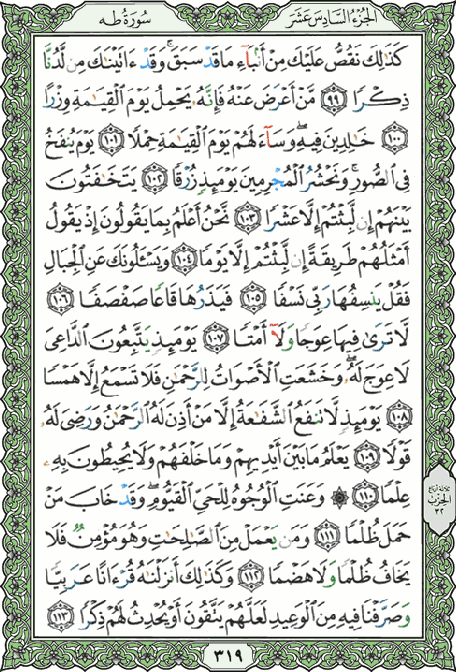 الجزء السادس عشر
سورة طه
كَذَٰلِكَ نَقُصُّ عَلَيْكَ مِنْ أَنۢبَآءِ مَا قَدْ سَبَقَ ۚ وَقَدْ ءَاتَيْنَٰكَ مِن لَّدُنَّا
ذِكْرًا ٩٩ مَّنْ أَعْرَضَ عَنْهُ فَإِنَّهُۥ يَحْمِلُ يَوْمَ ٱلْقِيَٰمَةِ وِزْرًا
١٠٠ خَٰلِدِينَ فِيهِ ۖ وَسَآءَ لَهُمْ يَوْمَ ٱلْقِيَٰمَةِ حِمْلًا ١٠١ يَوْمَ يُنفَخُ
فِى ٱلصُّورِ ۚ وَنَحْشُرُ ٱلْمُجْرِمِينَ يَوْمَئِذٍ زُرْقًا ١٠٢ يَتَخَٰفَتُونَ
بَيْنَهُمْ إِن لَّبِثْتُمْ إِلَّا عَشْرًا ١٠٣ نَّحْنُ أَعْلَمُ بِمَا يَقُولُونَ إِذْ يَقُولُ
أَمْثَلُهُمْ طَرِيقَةً إِن لَّبِثْتُمْ إِلَّا يَوْمًا ١٠٤ وَيَسْـَٔلُونَكَ عَنِ ٱلْجِبَالِ
فَقُلْ يَنسِفُهَا رَبِّى نَسْفًا ١٠٥ فَيَذَرُهَا قَاعًا صَفْصَفًا ١٠٦
لَّا تَرَىٰ فِيهَا عِوَجًا وَلَآ أَمْتًا ١٠٧ يَوْمَئِذٍ يَتَّبِعُونَ ٱلدَّاعِىَ
لَا عِوَجَ لَهُۥ ۖ وَخَشَعَتِ ٱلْأَصْوَاتُ لِلرَّحْمَٰنِ فَلَا تَسْمَعُ إِلَّا هَمْسًا
١٠٨ يَوْمَئِذٍ لَّا تَنفَعُ ٱلشَّفَٰعَةُ إِلَّا مَنْ أَذِنَ لَهُ ٱلرَّحْمَٰنُ وَرَضِىَ لَهُۥ
قَوْلًا ١٠٩ يَعْلَمُ مَا بَيْنَ أَيْدِيهِمْ وَمَا خَلْفَهُمْ وَلَا يُحِيطُونَ بِهِۦ
عِلْمًا ١١٠ ۞ وَعَنَتِ ٱلْوُجُوهُ لِلْحَىِّ ٱلْقَيُّومِ ۖ وَقَدْ خَابَ مَنْ
حَمَلَ ظُلْمًا ١١١ وَمَن يَعْمَلْ مِنَ ٱلصَّٰلِحَٰتِ وَهُوَ مُؤْمِنٌ فَلَا
يَخَافُ ظُلْمًا وَلَا هَضْمًا ١١٢ وَكَذَٰلِكَ أَنزَلْنَٰهُ قُرْءَانًا عَرَبِيًّا
وَصَرَّفْنَا فِيهِ مِنَ ٱلْوَعِيدِ لَعَلَّهُمْ يَتَّقُونَ أَوْ يُحْدِثُ لَهُمْ ذِكْرًا ١١٣
الحزب
٣٢
٣١٩